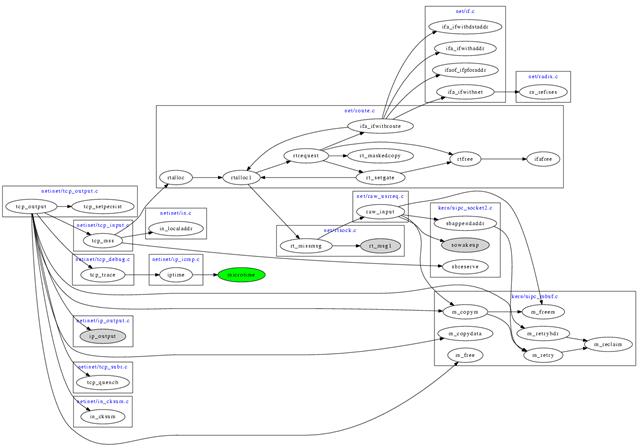 net/if.c
ifa_ifwithdstaddr
ifa_ifwithaddr
ifaof_ifpforaddr
ifa_ifwithnet
net/radix.c
rn_refines
net/route.c
ifa_ifwithroute
rtrequest
rt_maskedcopy
rtfree
ifafree
rtalloc
rtalloc1
rt_setgate
netinet/tcp_output.c
tcp_output
tcp_setpersist
netinet/tcp_input.c
tcp_mss
netinet/in.c
in_localaddr
net/raw_usrreq.c
raw_input
net/rtsock.c
rt_missmsg
rt_msg1
kern/uipc_socket2.c
sbappendaddr
sowakeup
sbreserve
netinet/tcp_debug.c
tcp_trace
netinet/ip_icmp.c
iptime
microtime
kern/uipc_mbuf.c
m_copym
m_freem
m_copydata
m_retryhdr
m_reclaim
m_free
m_retry
netinet/ip_output.c
ip_output
netinet/tcp_subr.c
tcp_quench
netinet/in_cksum.c
in_cksum